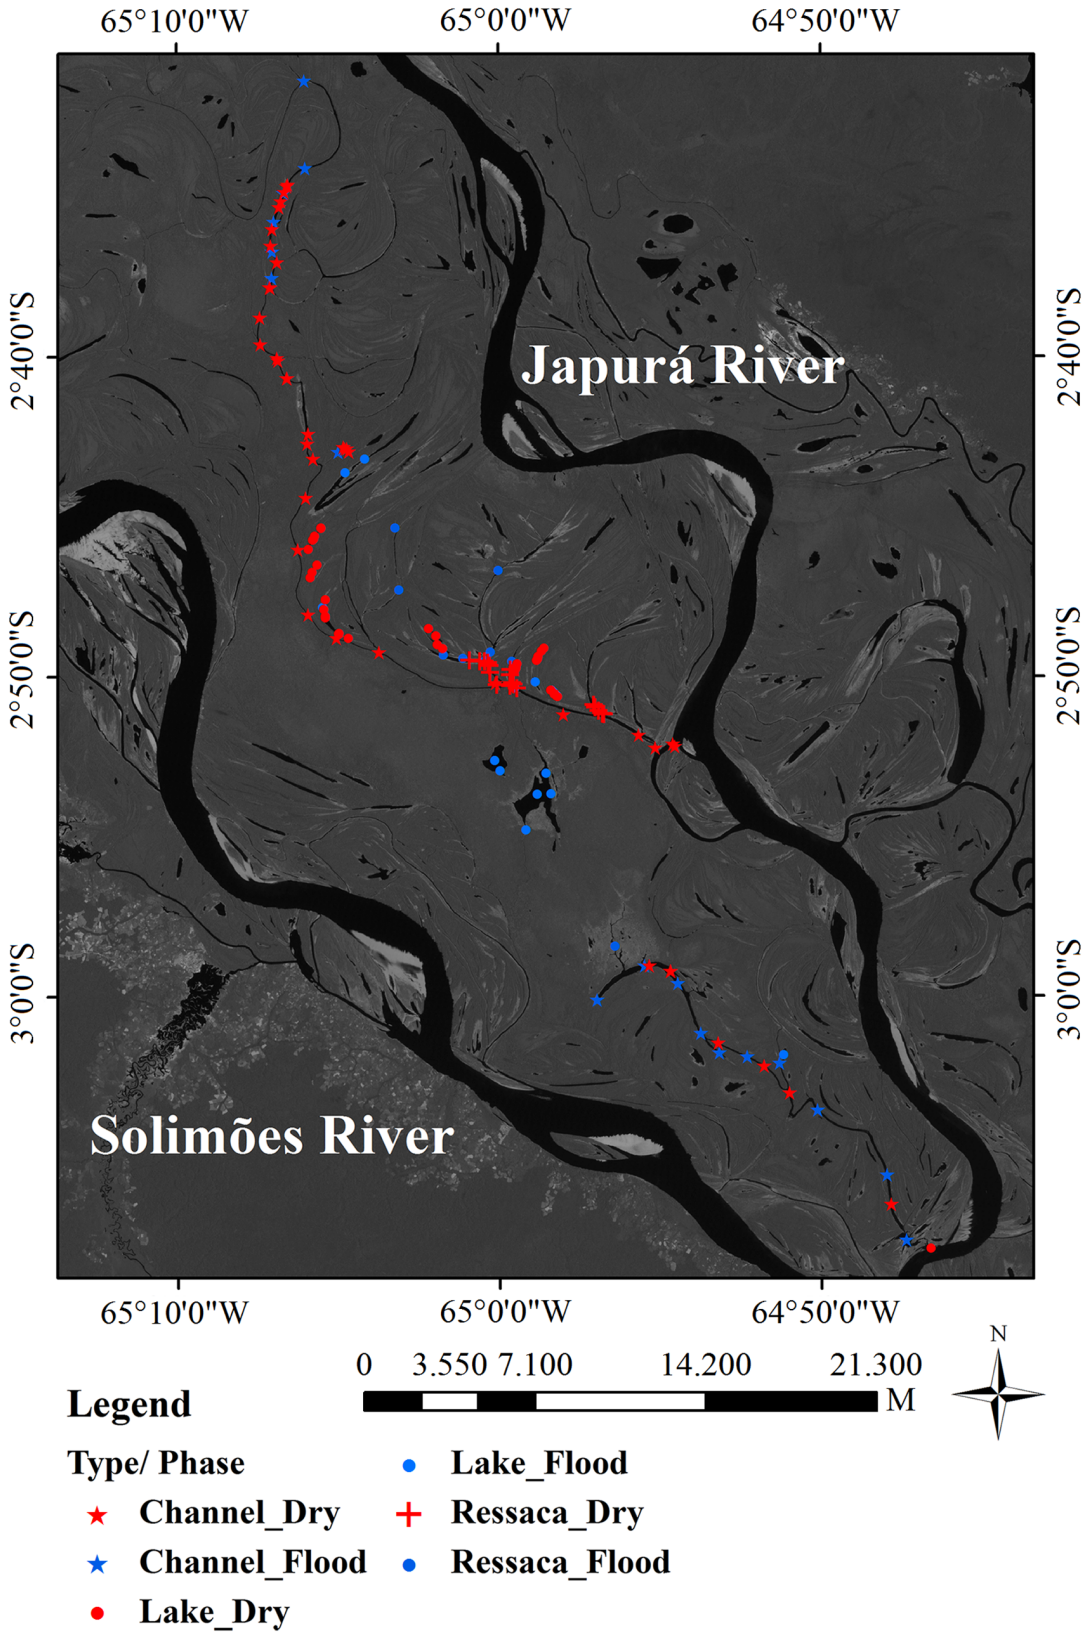 65°10'0"W 65°0'0"W 64°50'0"W
2°40'0"S 2°40'0"S
Japurá River
2°50'0"S 2°50'0"S
3°0'0"S 3°0'0"S
Solimões River
65°10'0"W 65°0'0"W 64°50'0"W
N
0 3.550 7.100 14.200 21.300
M
Legend
Type/ Phase
Channel_Dry
Channel_Flood
Lake_Dry
Lake_Flood
Ressaca_Dry
Ressaca_Flood